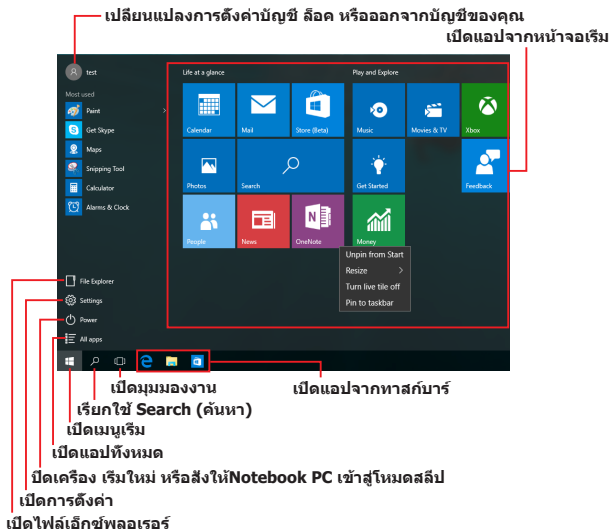 เปลี่ยนแปลงการตั้งค่าบัญชี ล็อค หรือออกจากบัญชีของคุณ
เปิดแอปจากหน้าจอเริ่ม
test
Life at a glance
Play and Explore
Most used
Paint
Get Skype
Maps
Snipping Tool
Calculator
Alarms & Clock
Calendar
Mail
Store (Beta)
Music
Movies & TV
Xbox
Photos
Search
Get Started
Feedback
People
News
OneNote
Money
Unpin from Start
Resize
Turn live tile off
Pin to taskbar
File Explorer
Settings
Power
All apps
เปิดมุมมองงาน
เปิดแอปจากทาสก์บาร์
เรียกใช้ Search (ค้นหา)
เปิดเมนูเริ่ม
เปิดแอปทั้งหมด
ปิดเครื่อง เริ่มใหม่ หรือสั่งให้Notebook PC เข้าสู่โหมดสลีป
เปิดการตั้งค่า
เปิดไฟล์เอ็กซ์พลอเรอร์